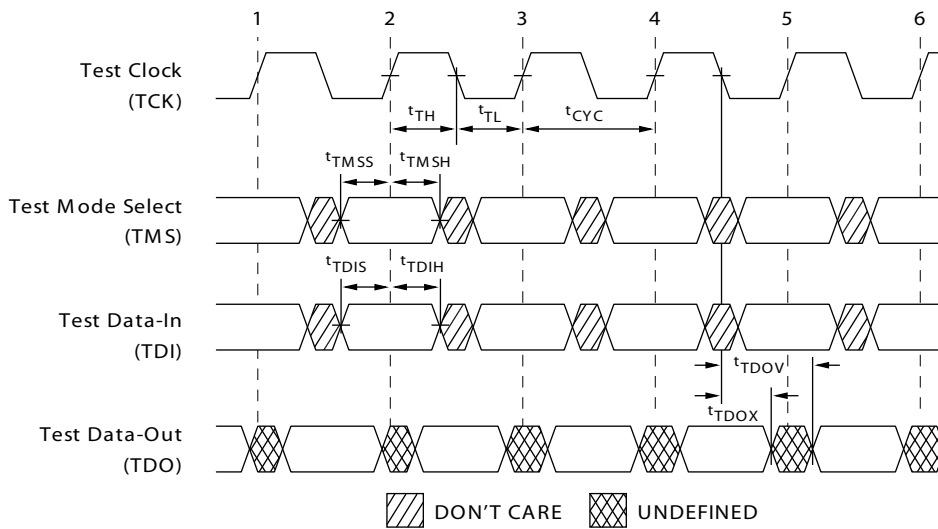 1 2 3 4 5 6
Test Clock
(TCK)
tTH tTL tCYC
tTMSS tTMSH
Test Mode Select
(TMS)
tTDIS tTDIH
Test Data-In
(TDI)
tTDOV
tTDOX
Test Data-Out
(TDO)
DON'T CARE UNDEFINED